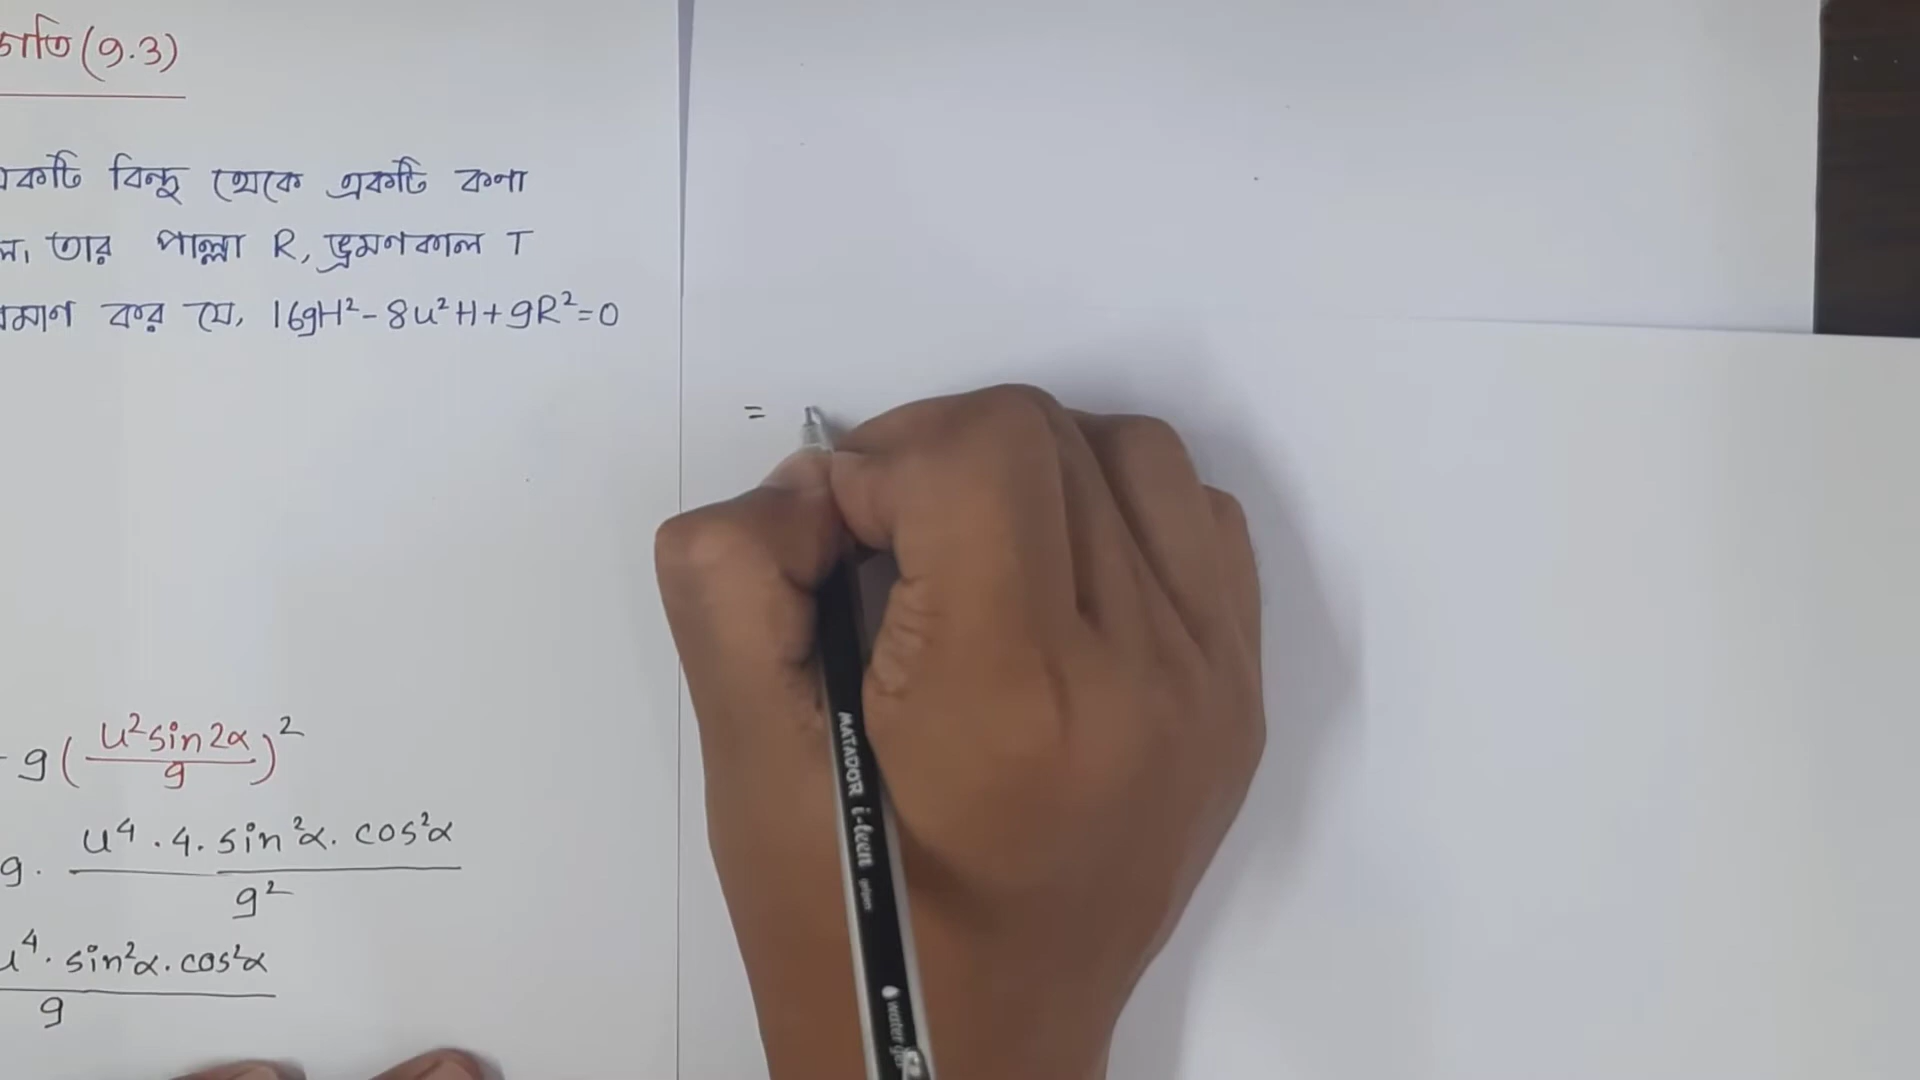 গতি (9.3)
একটি বিন্দু থেকে একটি কণা
তার পাল্লা R, ভ্রমণকাল T
প্রমাণ কর যে, 16gH²-8u²H+gR²=0
=
g(u²sin2α/g)²
g. u⁴.4.sin²α.cos²α/g²
u⁴.sin²α.cos²α/g
MATADOR i-teen